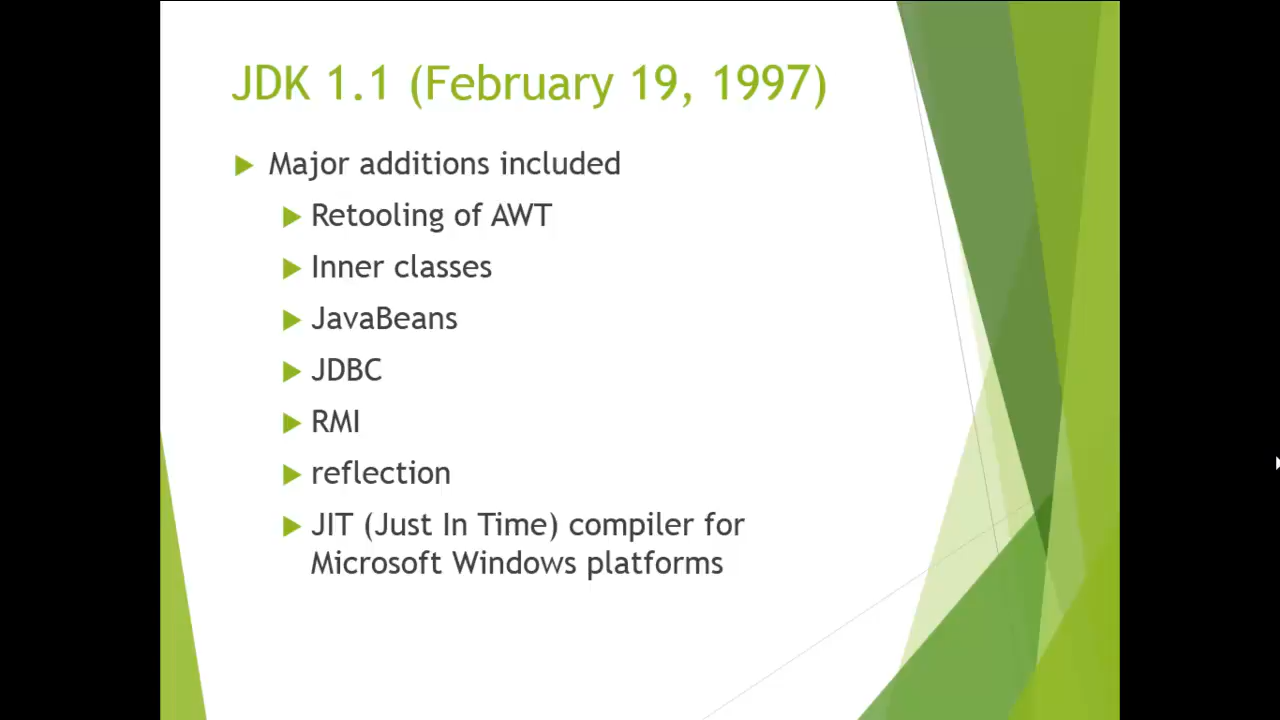 JDK 1.1 (February 19, 1997)
Major additions included
Retooling of AWT
Inner classes
JavaBeans
JDBC
RMI
reflection
JIT (Just In Time) compiler for
Microsoft Windows platforms